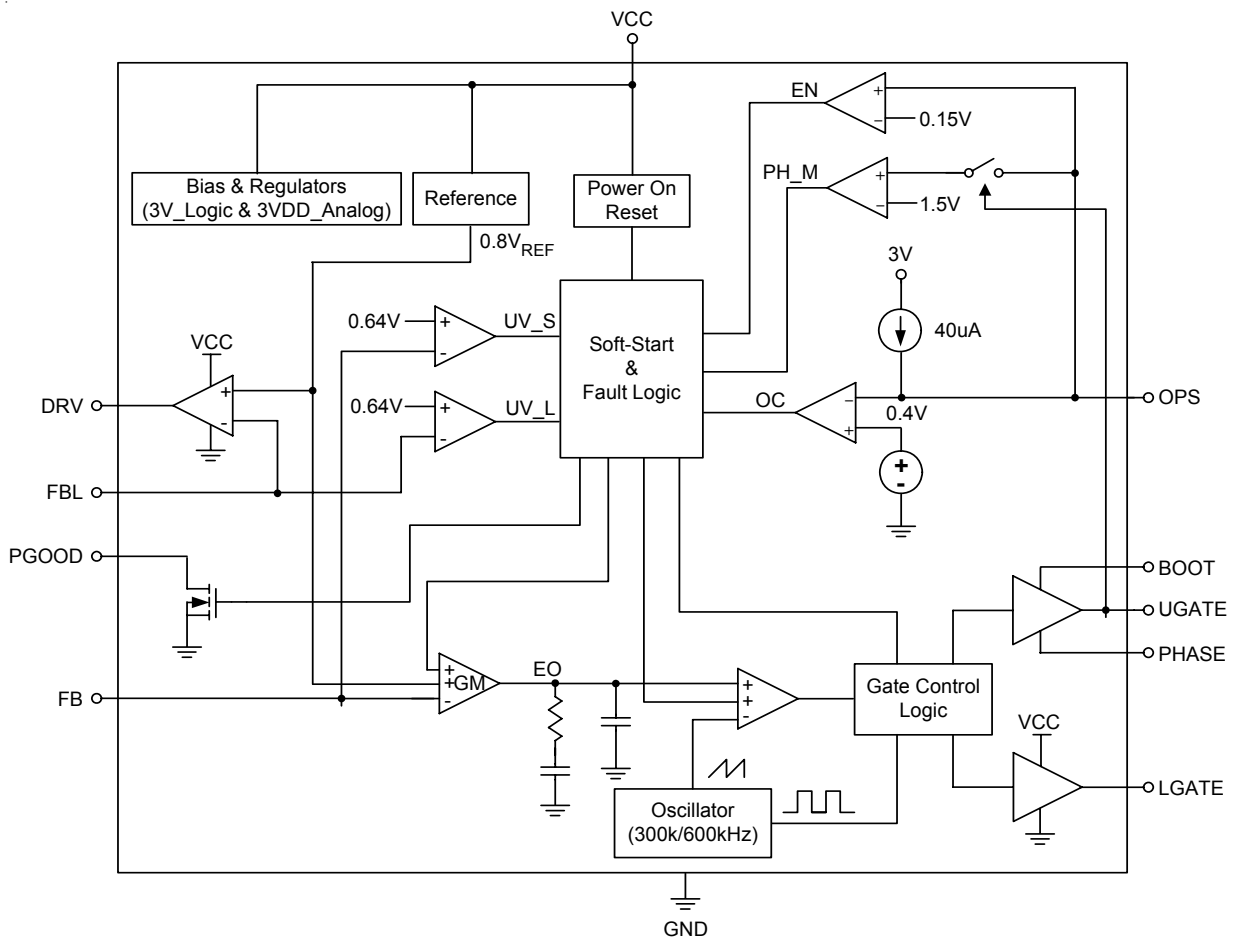 VCC
EN
+
−
0.15V
Bias & Regulators
(3V_Logic & 3VDD_Analog)
Reference
Power On
Reset
PH_M
+
−
1.5V
0.8VREF
3V
40uA
0.64V
+
-
UV_S
Soft-Start
&
Fault Logic
VCC
DRV
+
-
0.64V
+
-
UV_L
OC
−
+
0.4V
OPS
+
-
FBL
PGOOD
BOOT
UGATE
PHASE
FB
+
+
-
GM
EO
+
+
-
Gate Control
Logic
VCC
LGATE
Oscillator
(300k/600kHz)
GND